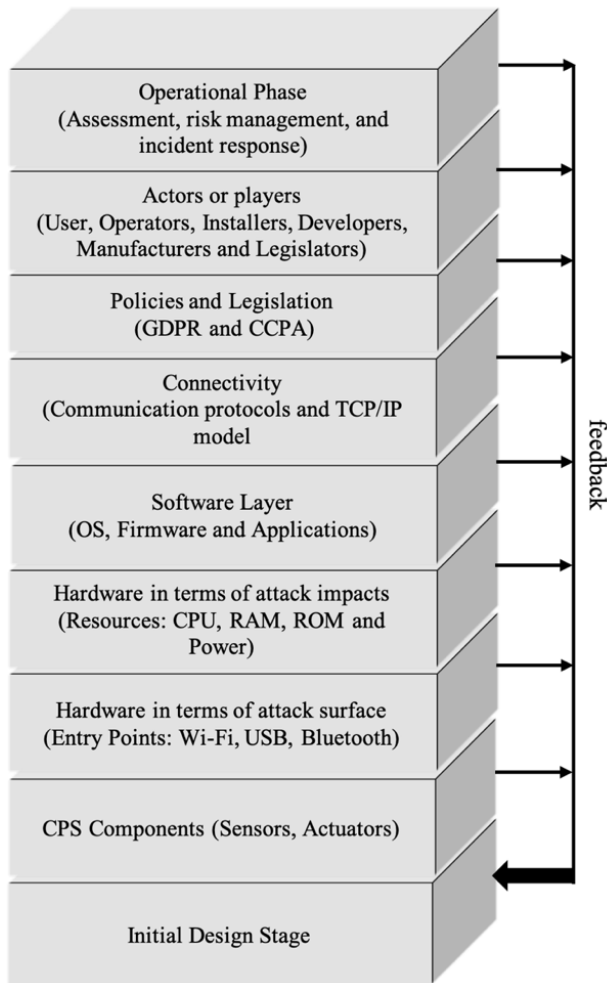 Operational Phase
(Assessment, risk management, and
incident response)
Actors or players
(User, Operators, Installers, Developers,
Manufacturers and Legislators)
Policies and Legislation
(GDPR and CCPA)
Connectivity
(Communication protocols and TCP/IP
model
Software Layer
(OS, Firmware and Applications)
Hardware in terms of attack impacts
(Resources: CPU, RAM, ROM and
Power)
Hardware in terms of attack surface
(Entry Points: Wi-Fi, USB, Bluetooth)
CPS Components (Sensors, Actuators)
Initial Design Stage
feedback